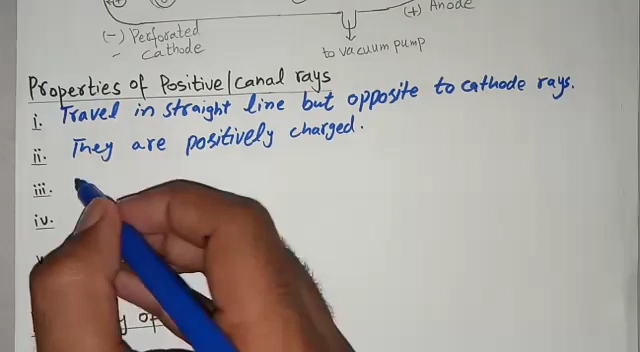 (+) Anode
(-) Perforated
- cathode
to vacuum pump
Properties of Positive/canal rays
i. Travel in straight line but opposite to cathode rays.
ii. They are positively charged.
iii.
iv.
of